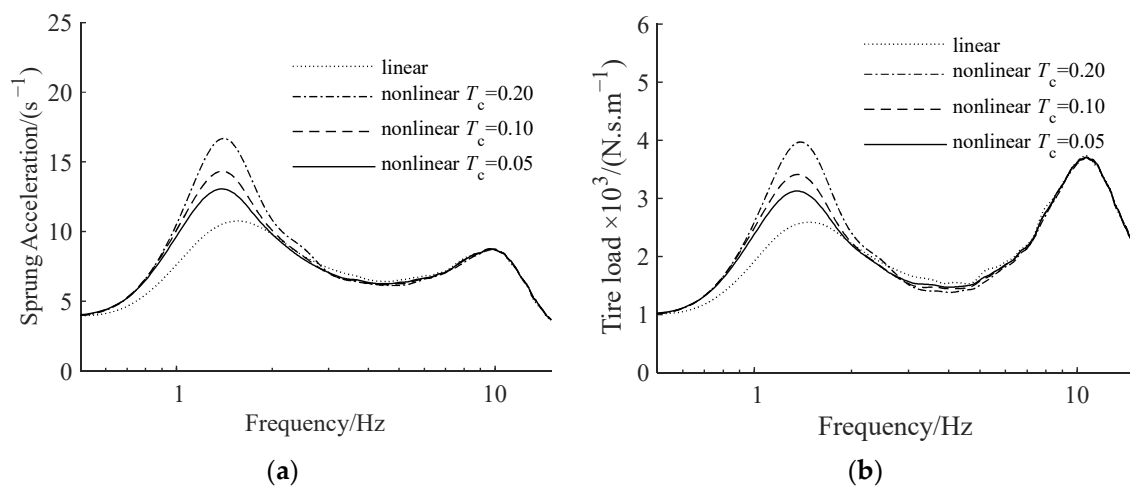 25
20
15
10
5
0
Sprung Acceleration/(s⁻¹)
linear
nonlinear Tc=0.20
nonlinear Tc=0.10
nonlinear Tc=0.05
1
10
Frequency/Hz
(a)
6
5
4
3
2
1
0
Tire load ×10³/(N.s.m⁻¹)
linear
nonlinear Tc=0.20
nonlinear Tc=0.10
nonlinear Tc=0.05
1
10
Frequency/Hz
(b)